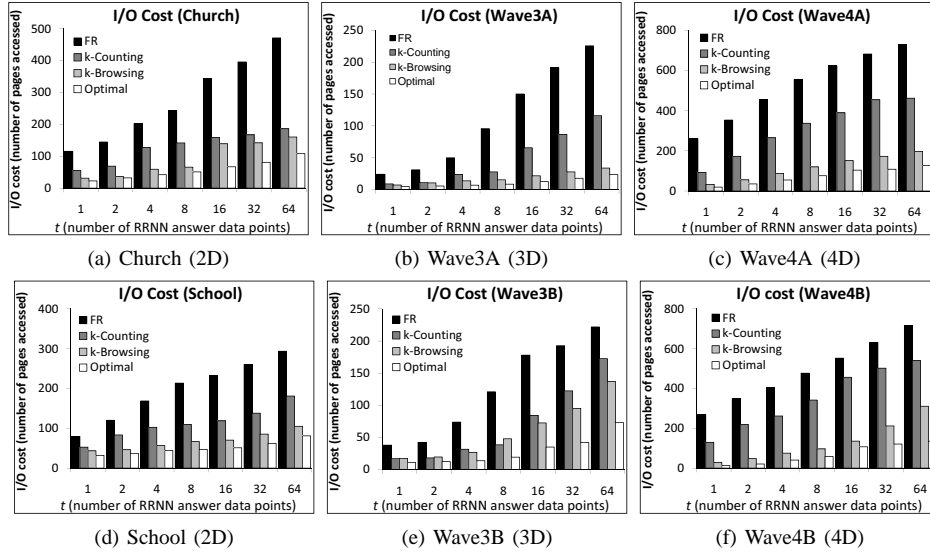 I/O Cost (Church)
I/O cost (number of pages accessed)
500
400
300
200
100
0
FR
k-Counting
k-Browsing
Optimal
1 2 4 8 16 32 64
t (number of RRNN answer data points)
(a) Church (2D)
I/O Cost (Wave3A)
I/O cost (number of pages accessed)
250
200
150
100
50
0
FR
k-Counting
k-Browsing
Optimal
1 2 4 8 16 32 64
t (number of RRNN answer data points)
(b) Wave3A (3D)
I/O Cost (Wave4A)
I/O cost (number of pages accessed)
800
600
400
200
0
FR
k-Counting
k-Browsing
Optimal
1 2 4 8 16 32 64
t (number of RRNN answer data points)
(c) Wave4A (4D)
I/O Cost (School)
I/O cost (number of pages accessed)
400
300
200
100
0
FR
k-Counting
k-Browsing
Optimal
1 2 4 8 16 32 64
t (number of RRNN answer data points)
(d) School (2D)
I/O Cost (Wave3B)
I/O cost (number of pages accessed)
250
200
150
100
50
0
FR
k-Counting
k-Browsing
Optimal
1 2 4 8 16 32 64
t (number of RRNN answer data points)
(e) Wave3B (3D)
I/O cost (Wave4B)
I/O cost (number of pages accessed)
800
600
400
200
0
FR
k-Counting
k-Browsing
Optimal
1 2 4 8 16 32 64
t (number of RRNN answer data points)
(f) Wave4B (4D)